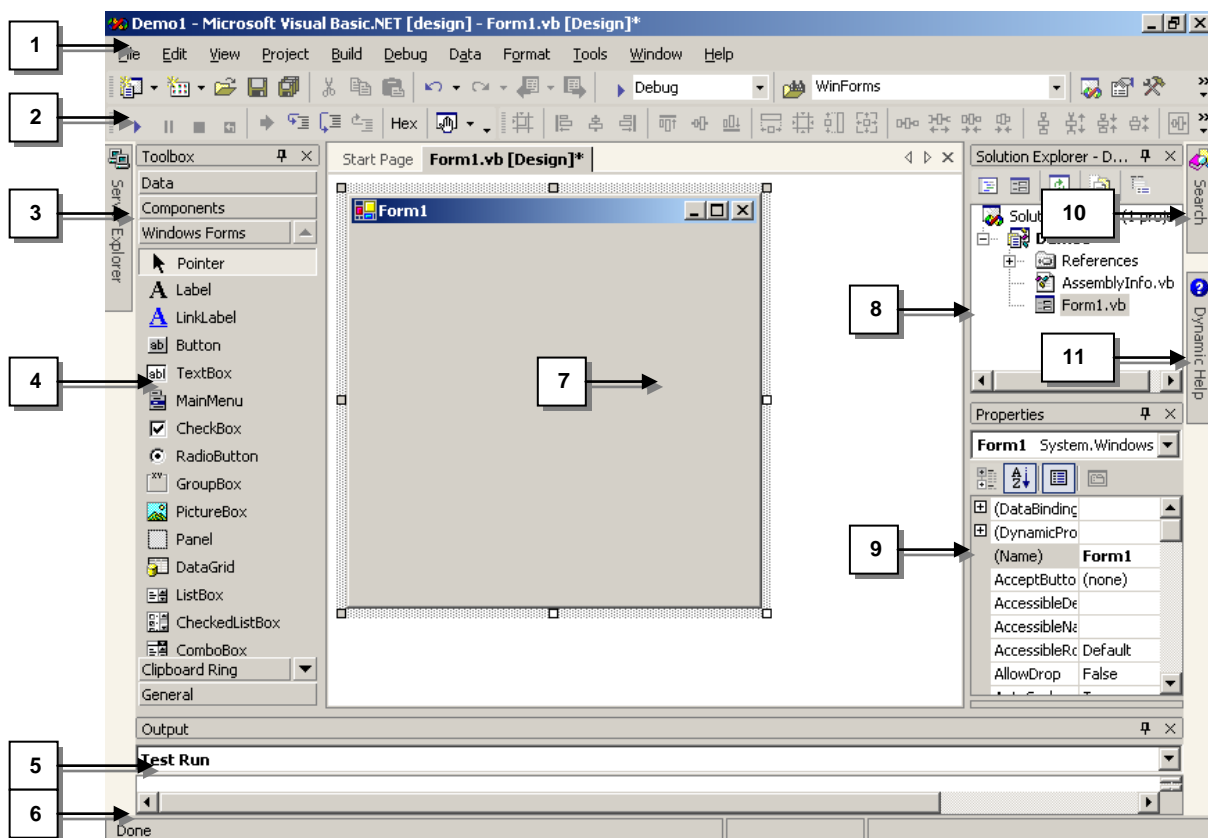 Demo1 - Microsoft Visual Basic.NET [design] - Form1.vb [Design]*
1
File Edit View Project Build Debug Data Format Tools Window Help
Debug
WinForms
2
Hex
Toolbox
Start Page Form1.vb [Design]*
Solution Explorer - D...
3
Data
Components
Windows Forms
Pointer
Label
LinkLabel
Button
4
TextBox
MainMenu
CheckBox
RadioButton
GroupBox
PictureBox
Panel
DataGrid
ListBox
CheckedListBox
ComboBox
Clipboard Ring
General
Form1
7
10
Search
References
AssemblyInfo.vb
Form1.vb
8
11
Dynamic Help
Properties
Form1 System.Windows
9
(DataBinding
(DynamicPro
(Name) Form1
AcceptButto (none)
AccessibleDe
AccessibleNa
AccessibleRo Default
AllowDrop False
Output
5
Test Run
6
Done